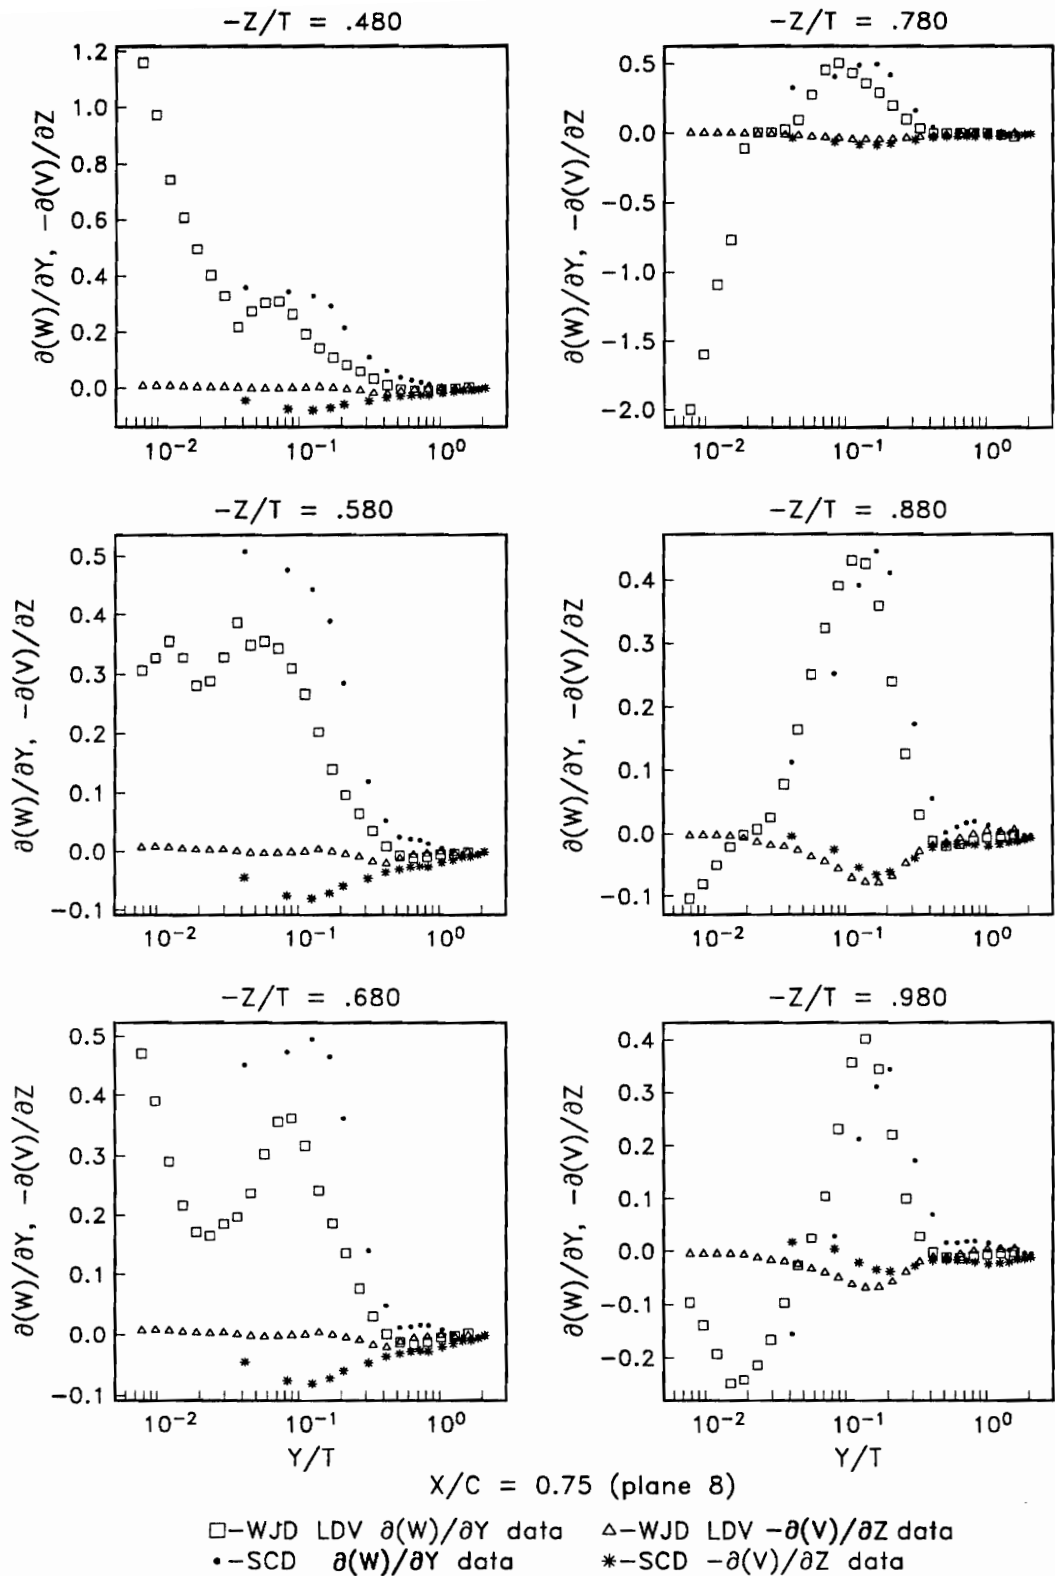 -Z/T = .480
∂(W)/∂Y, -∂(V)/∂Z
1.2
1.0
0.8
0.6
0.4
0.2
0.0
10⁻² 10⁻¹ 10⁰
-Z/T = .780
∂(W)/∂Y, -∂(V)/∂Z
0.5
0.0
-0.5
-1.0
-1.5
-2.0
10⁻² 10⁻¹ 10⁰
-Z/T = .580
∂(W)/∂Y, -∂(V)/∂Z
0.5
0.4
0.3
0.2
0.1
0.0
-0.1
10⁻² 10⁻¹ 10⁰
-Z/T = .880
∂(W)/∂Y, -∂(V)/∂Z
0.4
0.3
0.2
0.1
0.0
-0.1
10⁻² 10⁻¹ 10⁰
-Z/T = .680
∂(W)/∂Y, -∂(V)/∂Z
0.5
0.4
0.3
0.2
0.1
0.0
-0.1
10⁻² 10⁻¹ 10⁰
Y/T
-Z/T = .980
∂(W)/∂Y, -∂(V)/∂Z
0.4
0.3
0.2
0.1
0.0
-0.1
-0.2
10⁻² 10⁻¹ 10⁰
Y/T
X/C = 0.75 (plane 8)
□-WJD LDV ∂(W)/∂Y data △-WJD LDV -∂(V)/∂Z data
•-SCD ∂(W)/∂Y data *-SCD -∂(V)/∂Z data